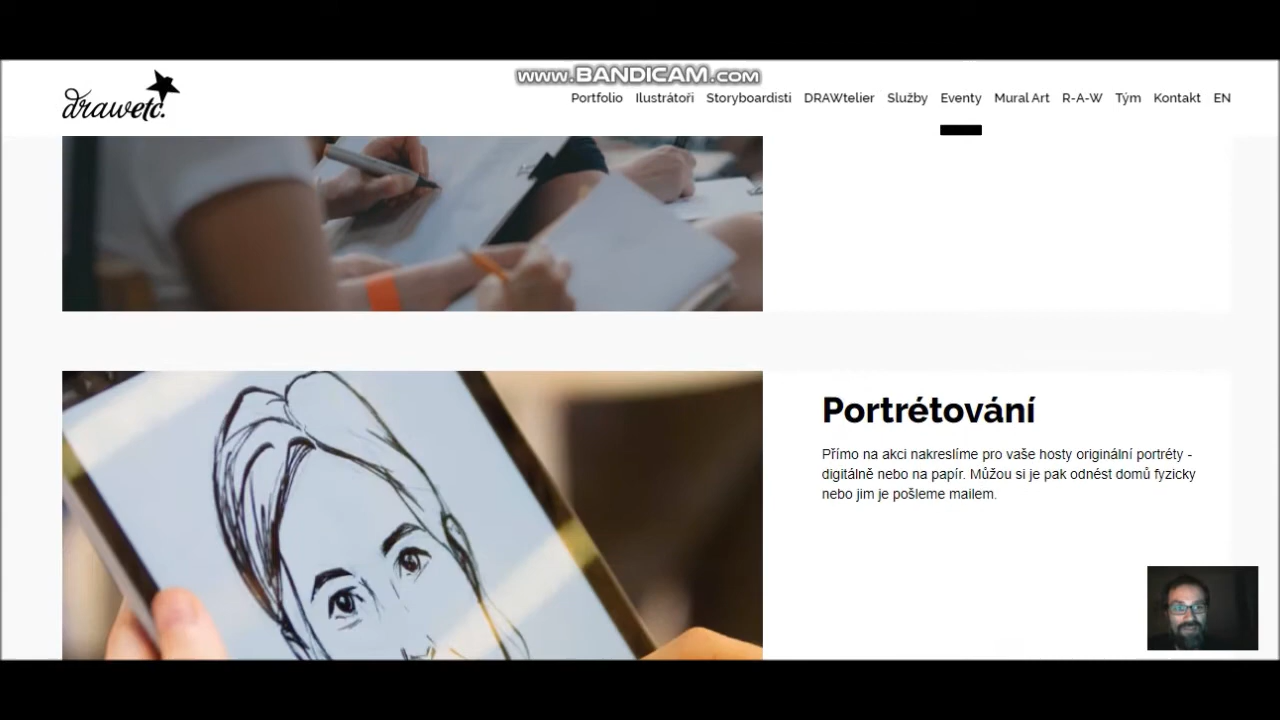 www.BANDICAM.com
drawetc.
Portfolio Ilustrátoři Storyboardisti DRAWtelier Služby Eventy Mural Art R-A-W Tým Kontakt EN
Portrétování
Přímo na akci nakreslíme pro vaše hosty originální portréty -
digitálně nebo na papír. Můžou si je pak odnést domů fyzicky
nebo jim je pošleme mailem.